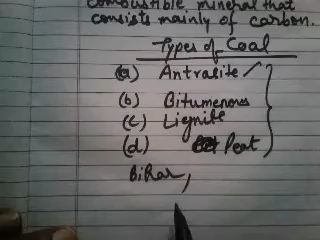 combustible mineral that
consists mainly of carbon.
Types of Coal
(a) Antrasite
(b) Bitumenous
(c) Lignite
(d) Peat
Bihar,